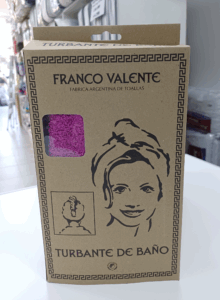 FRANCO VALENTE
FABRICA ARGENTINA DE TOALLAS
TURBANTE DE BAÑO